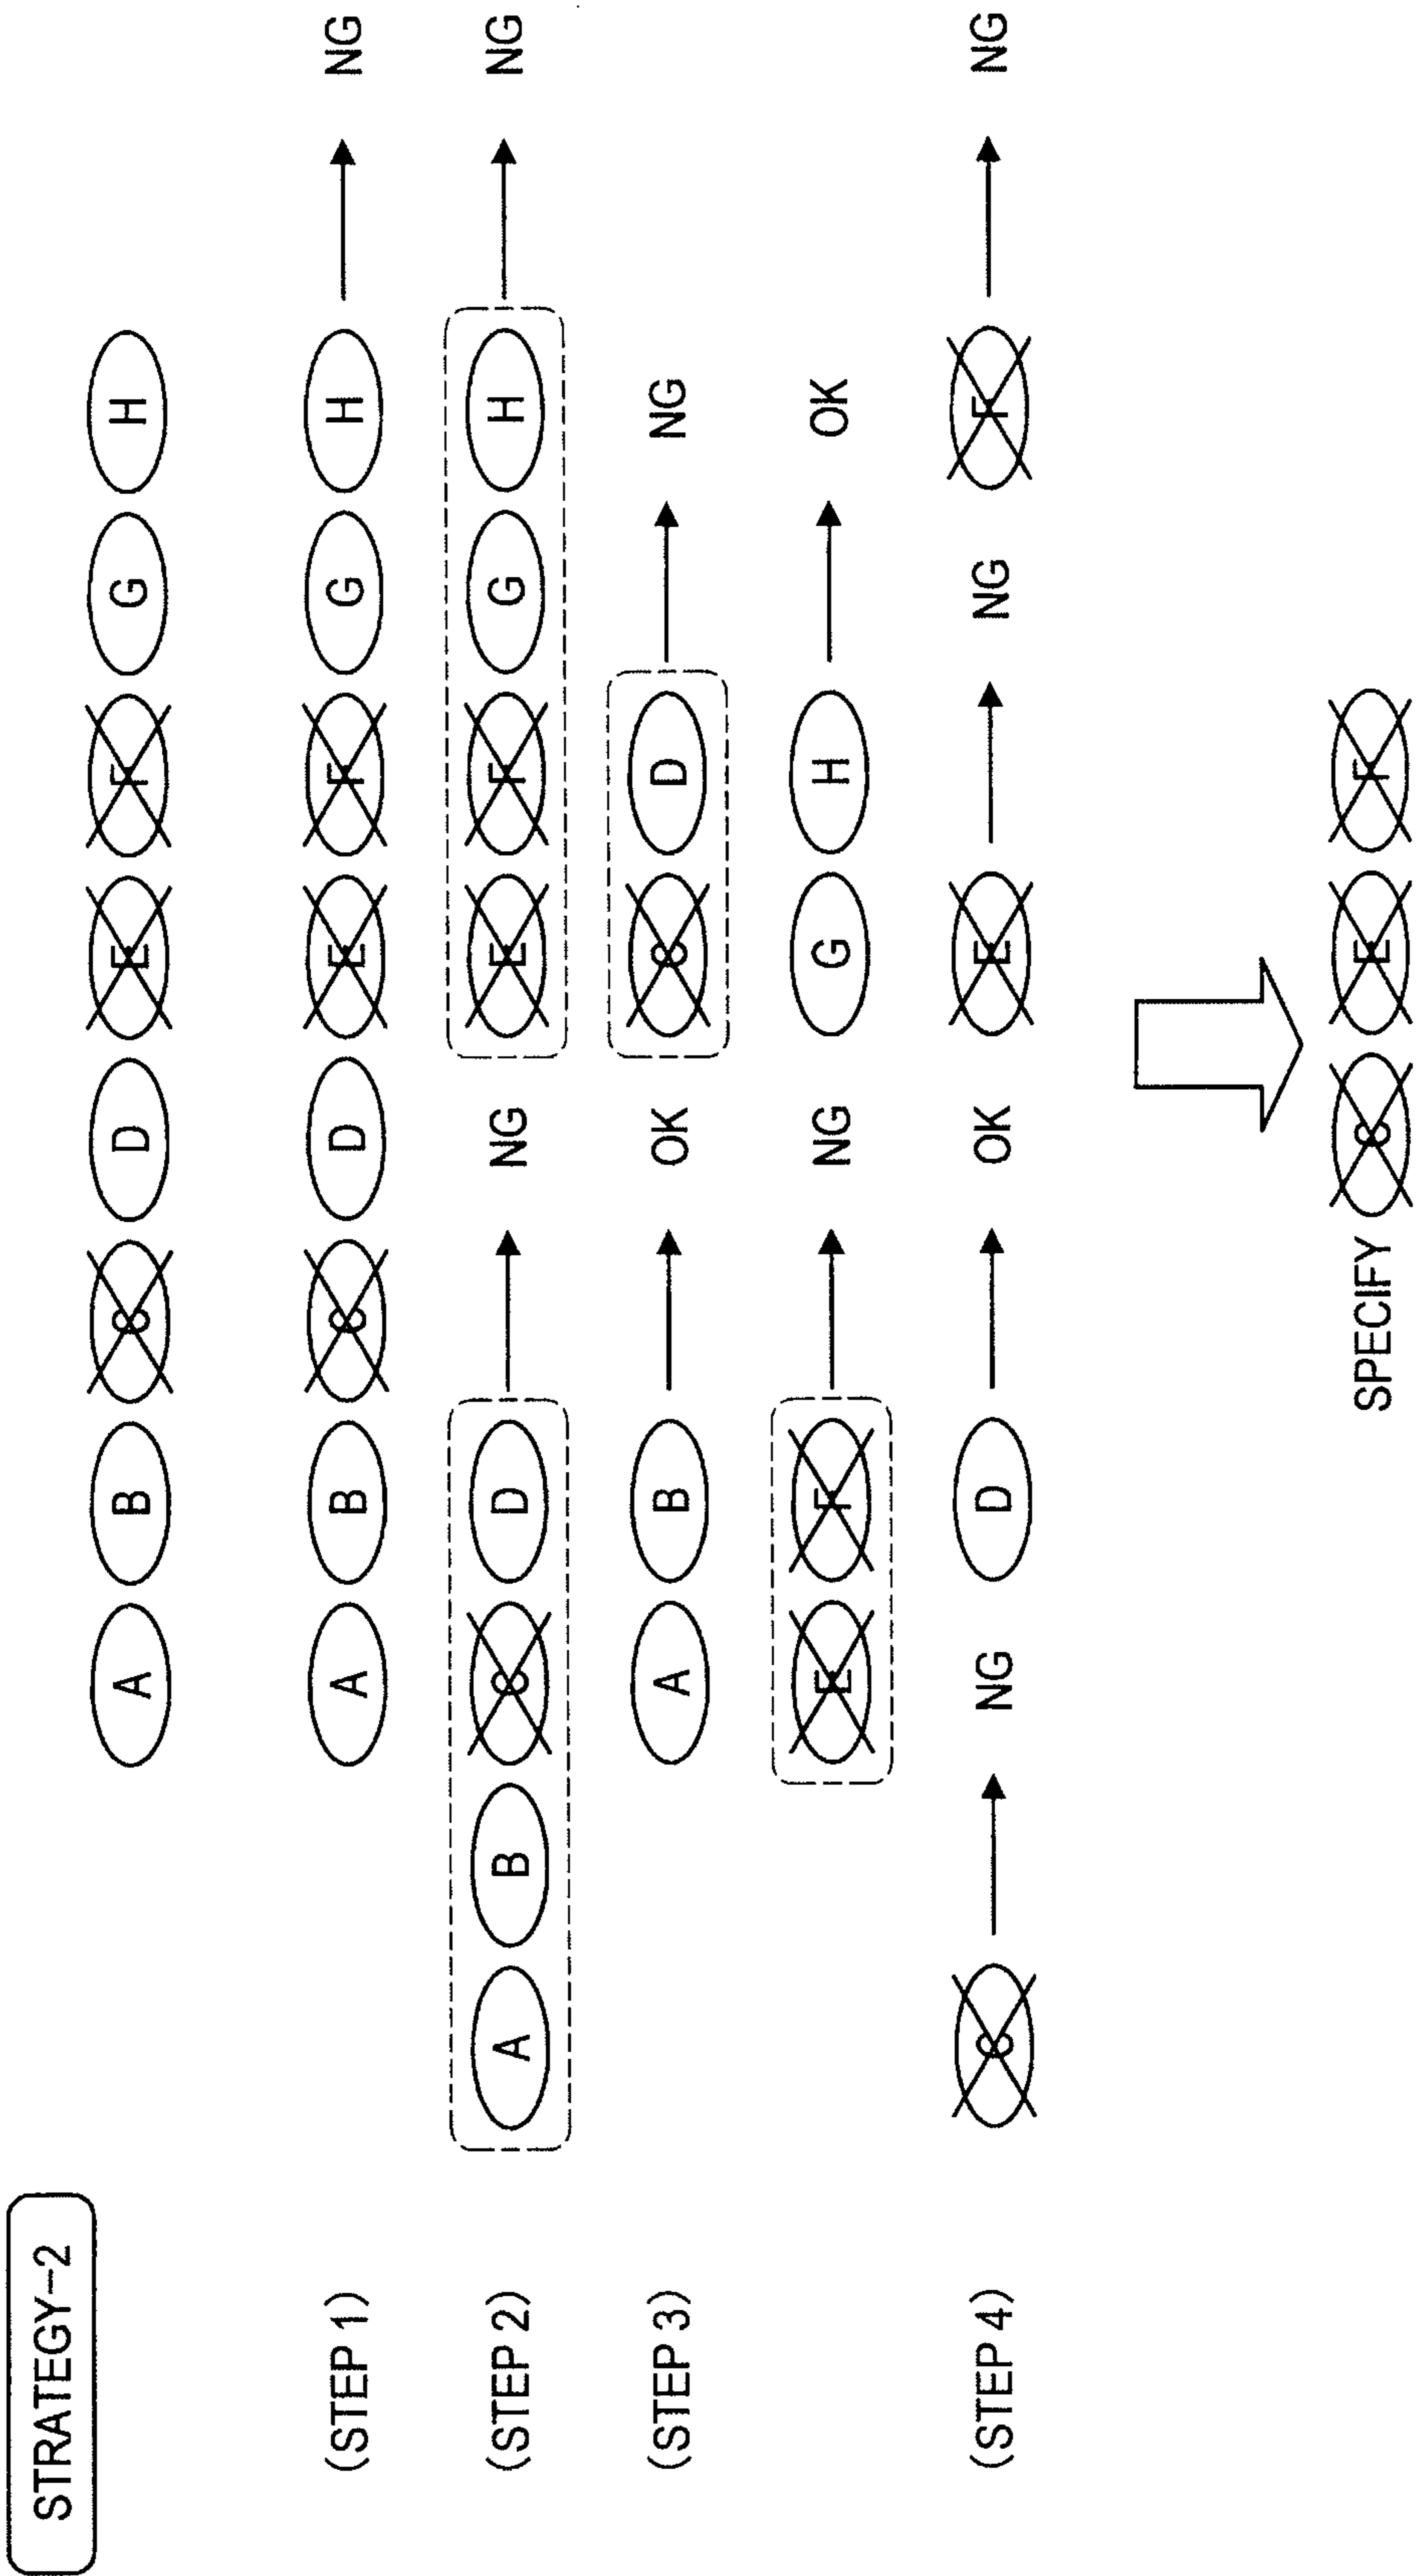 STRATEGY-2
A B C D E F G H
(STEP 1) A B C D E F G H → NG
(STEP 2) A B C D → NG E F G H → NG
(STEP 3) A B → OK C D → NG
E F → NG G H → OK
(STEP 4) C → NG D → OK E → NG F → NG
SPECIFY C E F